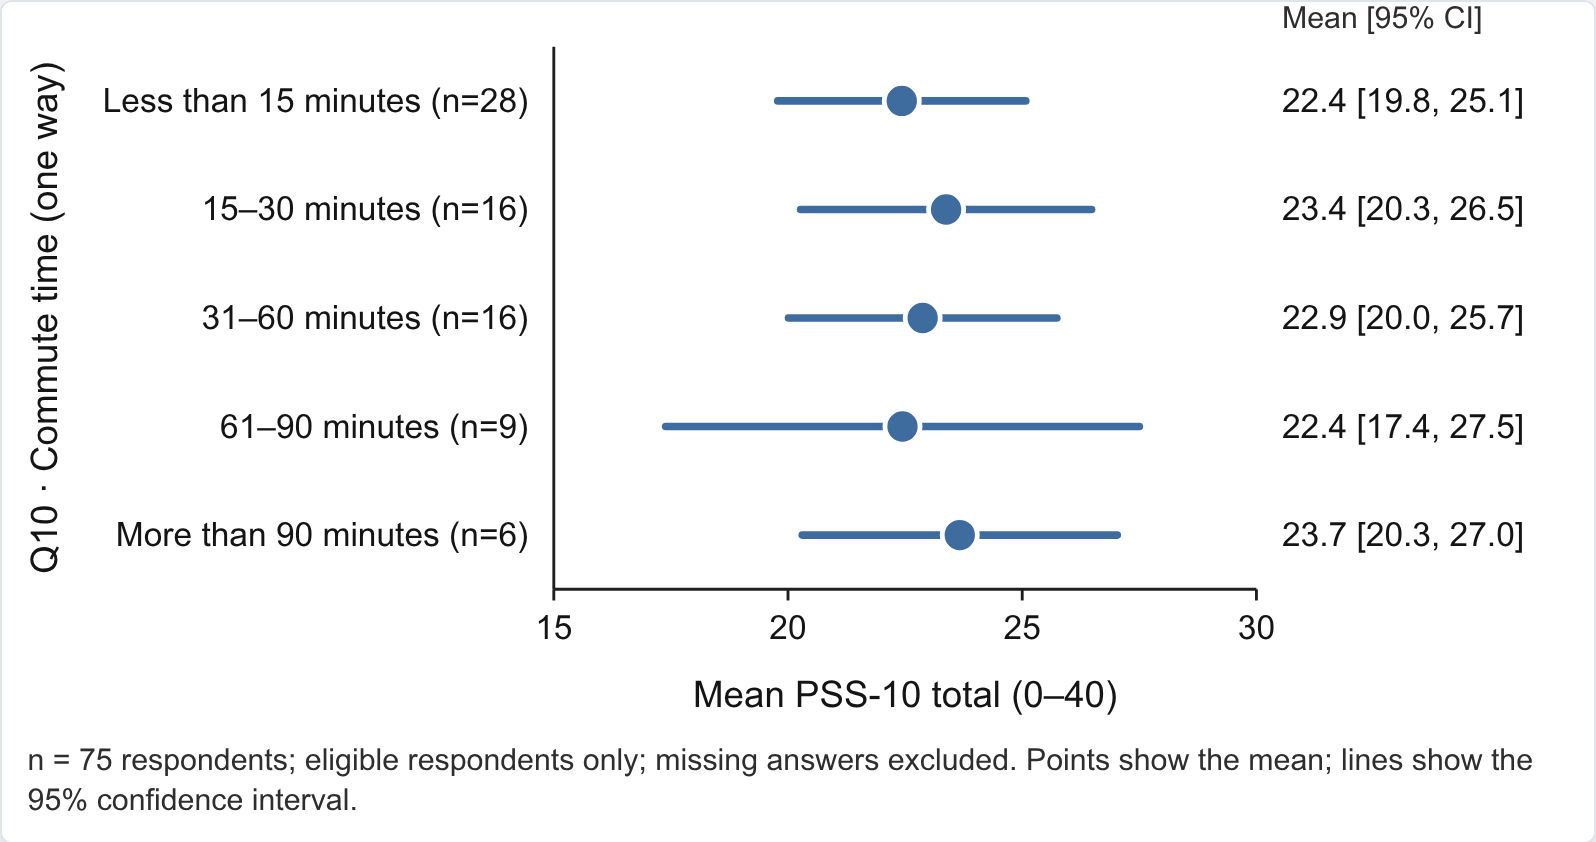 Mean [95% CI]
Q10 · Commute time (one way)
Less than 15 minutes (n=28) 22.4 [19.8, 25.1]
15–30 minutes (n=16) 23.4 [20.3, 26.5]
31–60 minutes (n=16) 22.9 [20.0, 25.7]
61–90 minutes (n=9) 22.4 [17.4, 27.5]
More than 90 minutes (n=6) 23.7 [20.3, 27.0]
15 20 25 30
Mean PSS-10 total (0–40)
n = 75 respondents; eligible respondents only; missing answers excluded. Points show the mean; lines show the
95% confidence interval.